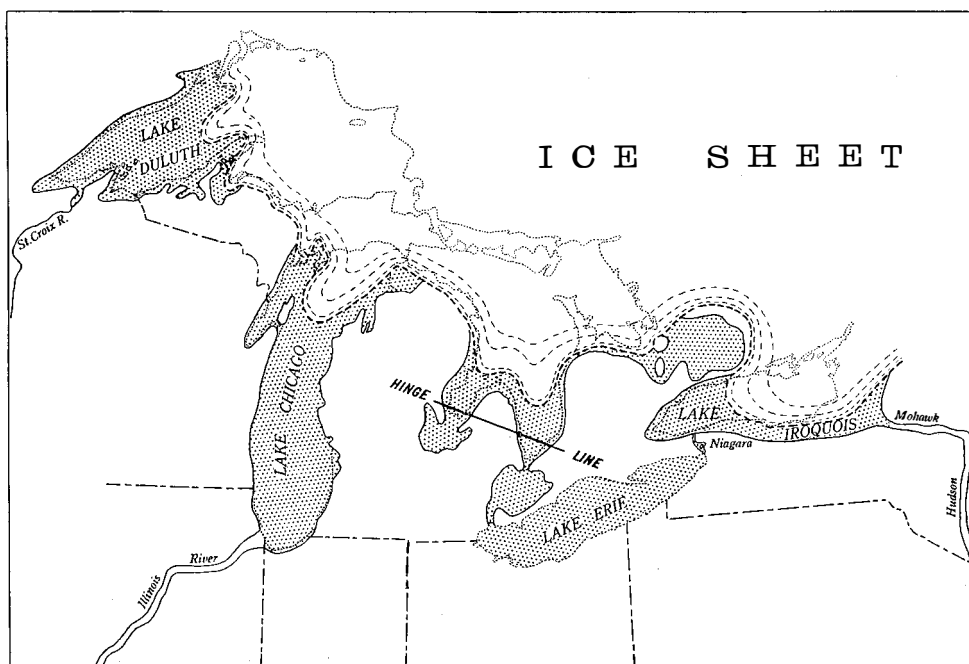 ICE SHEET
LAKE
DULUTH
St. Croix R.
LAKE CHICAGO
HINGE
LINE
LAKE
IROQUOIS
Mohawk
Niagara
Hudson
LAKE ERIE
River
Illinois